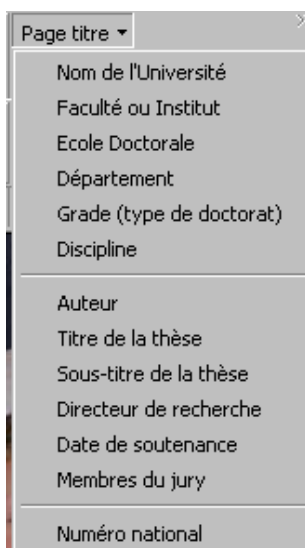 Page titre
Nom de l'Université
Faculté ou Institut
Ecole Doctorale
Département
Grade (type de doctorat)
Discipline
Auteur
Titre de la thèse
Sous-titre de la thèse
Directeur de recherche
Date de soutenance
Membres du jury
Numéro national